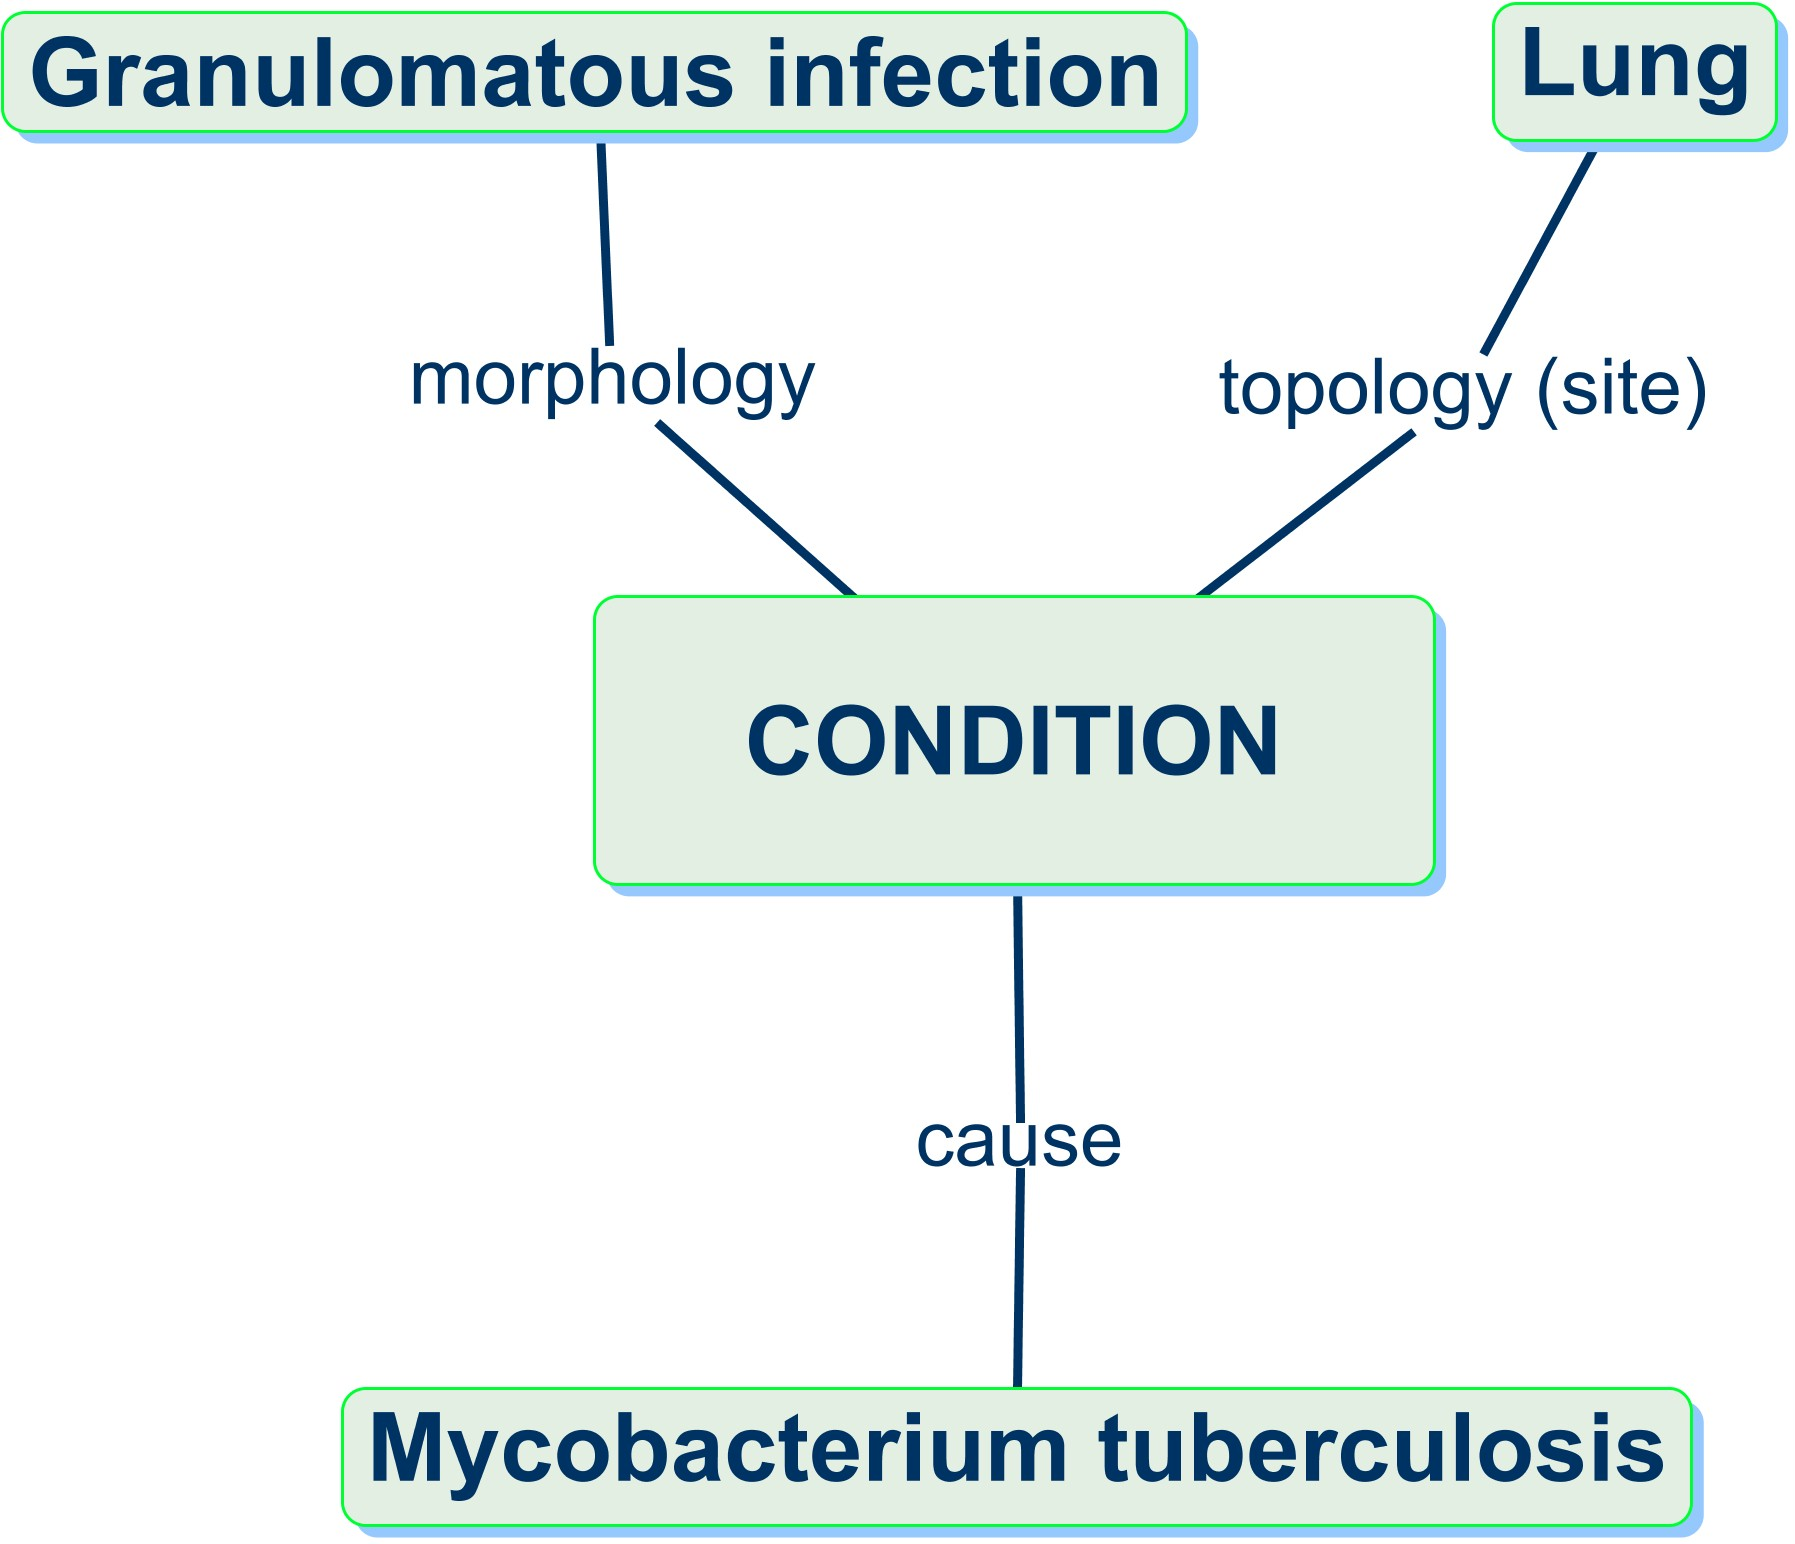 Granulomatous infection
Lung
morphology
topology (site)
CONDITION
cause
Mycobacterium tuberculosis